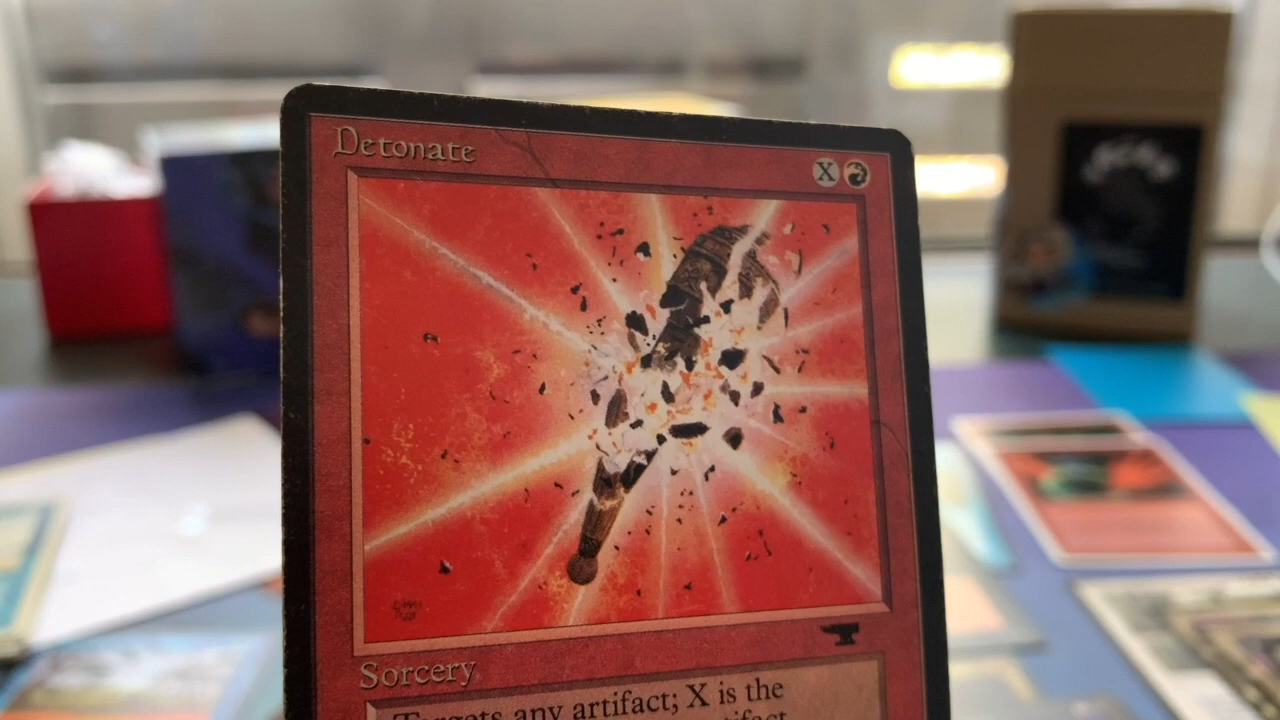 Detonate
X
Sorcery
Targets any artifact; X is the